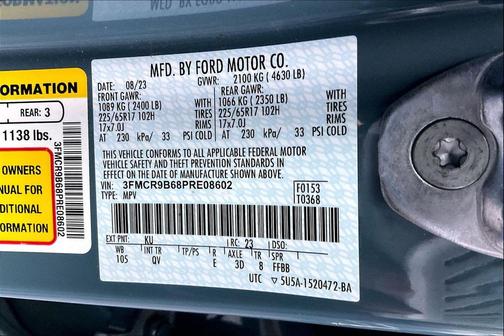 MFD. BY FORD MOTOR CO.
DATE: 08/23 GVWR: 2100 KG ( 4630 LB)
FRONT GAWR: REAR GAWR:
1089 KG ( 2400 LB) 1066 KG ( 2350 LB)
225/65R17 102H TIRES 225/65R17 102H TIRES
17x7.0J RIMS 17x7.0J RIMS
AT 230 kPa/ 33 PSI COLD AT 230 kPa/ 33 PSI COLD
THIS VEHICLE CONFORMS TO ALL APPLICABLE FEDERAL MOTOR
VEHICLE SAFETY, BUMPER AND THEFT PREVENTION STANDARDS IN
EFFECT ON THE DATE OF MANUFACTURE SHOWN ABOVE.
VIN: 3FMCR9B68PRE08602
TYPE: MPV
F0153
T0368
EXT PNT: KU RC: 23 DSO:
WB INT TR TP/PS R AXLE TR SPR
105 QV E 3D 8 FFBB
UTC 5U5A-1520472-BA
INFORMATION
REAR: 3
1138 lbs.
OWNERS
NUAL FOR
DITIONAL
ORMATION
3FMCR9B68PRE08602